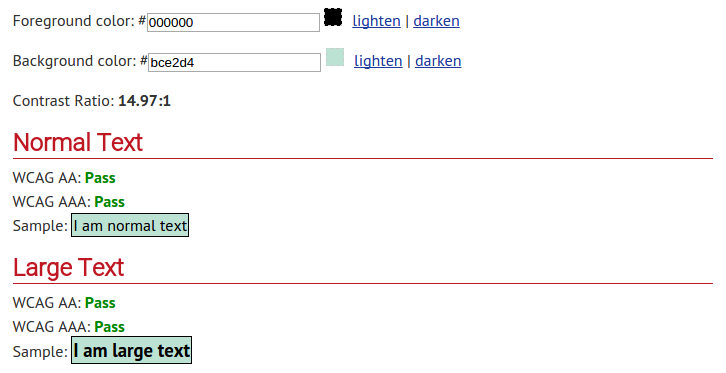 Foreground color: #000000 lighten | darken
Background color: #bce2d4 lighten | darken
Contrast Ratio: 14.97:1
Normal Text
WCAG AA: Pass
WCAG AAA: Pass
Sample: I am normal text
Large Text
WCAG AA: Pass
WCAG AAA: Pass
Sample: I am large text